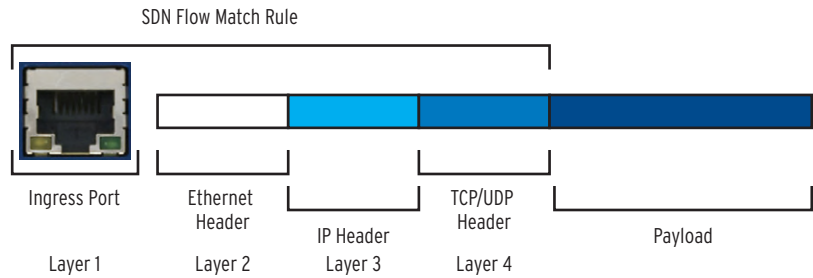 SDN Flow Match Rule
Ingress Port
Ethernet
Header
IP Header
TCP/UDP
Header
Payload
Layer 1
Layer 2
Layer 3
Layer 4